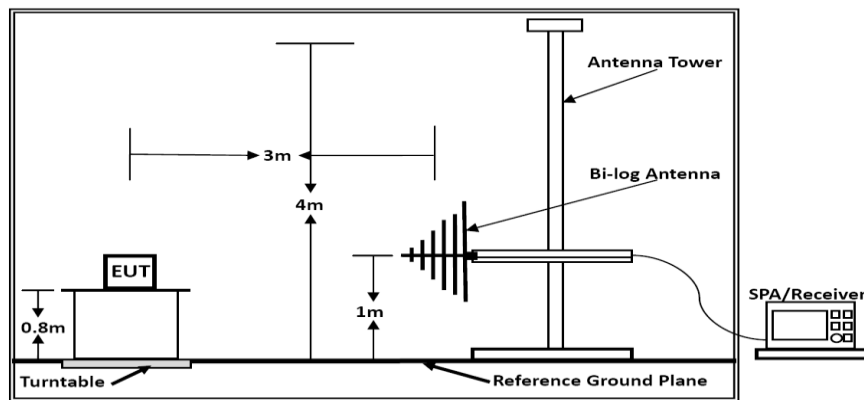 Antenna Tower
3m
Bi-log Antenna
4m
EUT
SPA/Receiver
0.8m
1m
Turntable
Reference Ground Plane